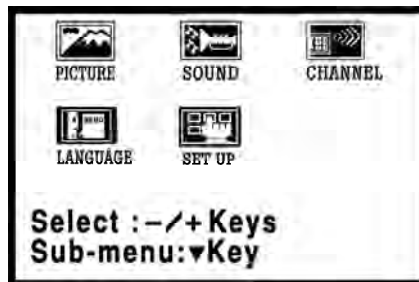 PICTURE SOUND CHANNEL
LANGUAGE SET UP
Select :−/+ Keys
Sub-menu:▼Key